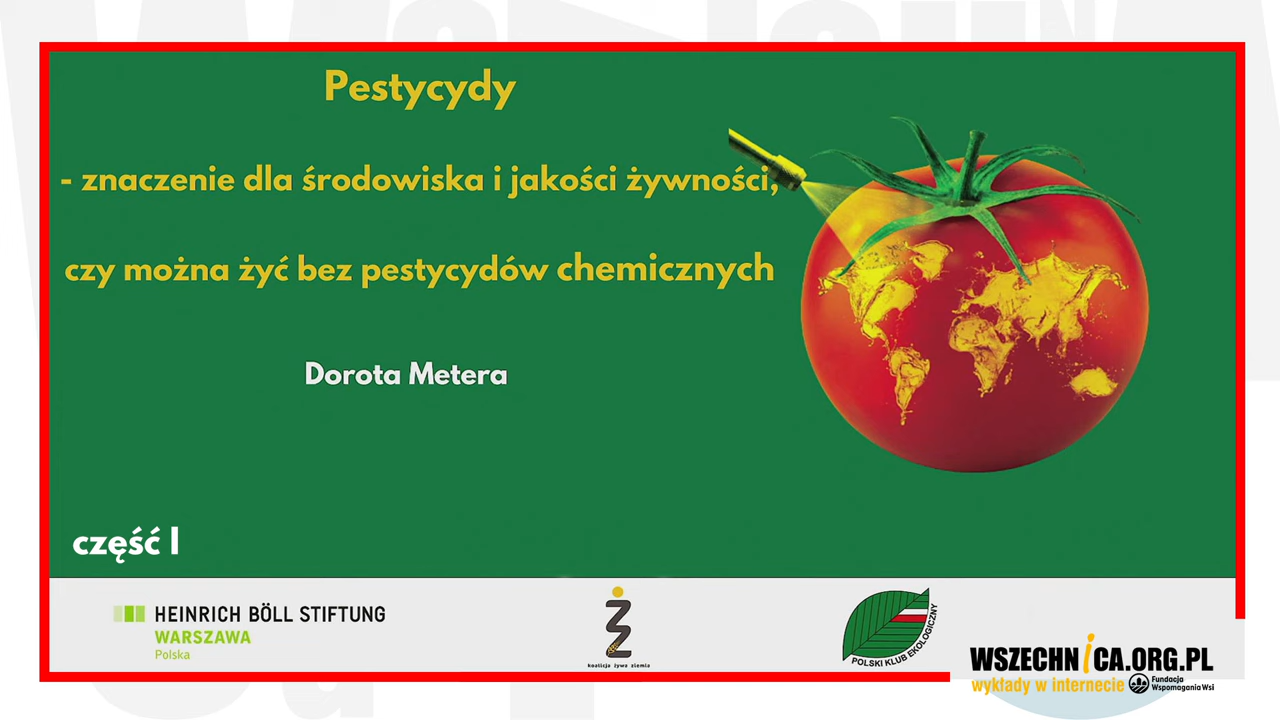 Pestycydy
- znaczenie dla środowiska i jakości żywności,
czy można żyć bez pestycydów chemicznych
Dorota Metera
część I
HEINRICH BÖLL STIFTUNG
WARSZAWA
Polska
koalicja żywa ziemia
POLSKI KLUB EKOLOGICZNY
WSZECHNICA.ORG.PL
wykłady w internecie
Fundacja
Wspomagania Wsi